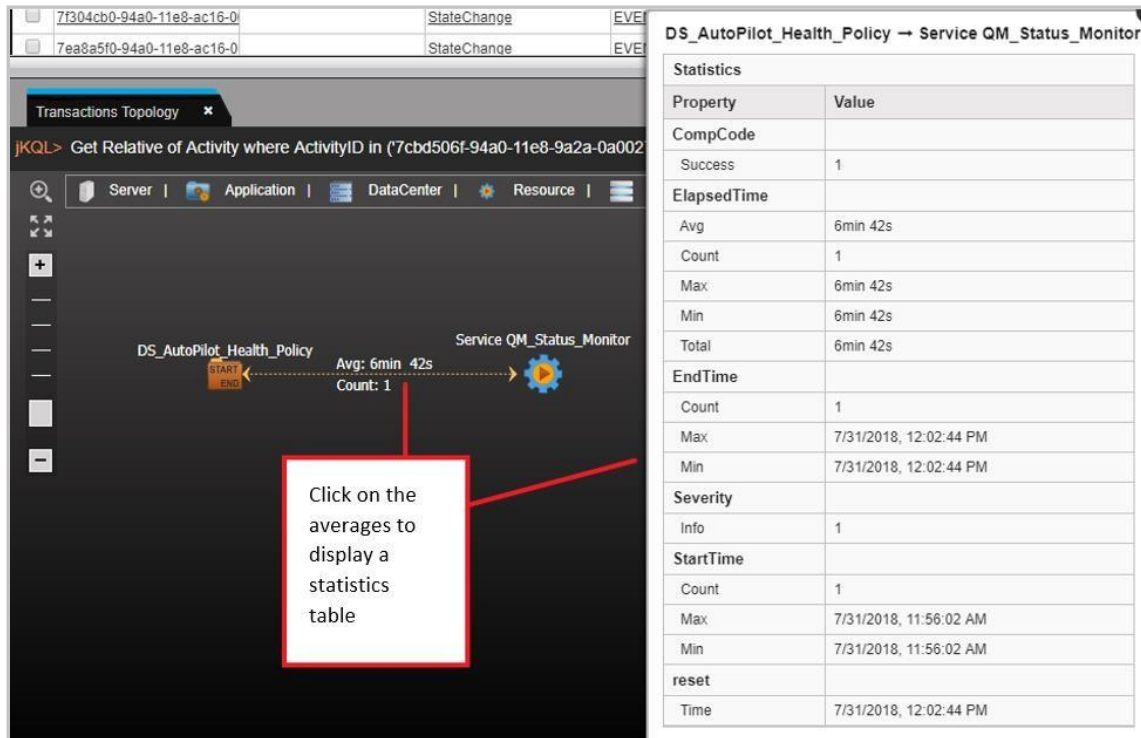 7f304cb0-94a0-11e8-ac16-0 StateChange EVE
7ea8a5f0-94a0-11e8-ac16-0 StateChange EVE
Transactions Topology ×
jKQL> Get Relative of Activity where ActivityID in ('7cbd506f-94a0-11e8-9a2a-0a002
Server | Application | DataCenter | Resource |
DS_AutoPilot_Health_Policy
START
END
Avg: 6min 42s
Count: 1
Service QM_Status_Monitor
Click on the
averages to
display a
statistics
table
DS_AutoPilot_Health_Policy → Service QM_Status_Monitor
Statistics
Property Value
CompCode
Success 1
ElapsedTime
Avg 6min 42s
Count 1
Max 6min 42s
Min 6min 42s
Total 6min 42s
EndTime
Count 1
Max 7/31/2018, 12:02:44 PM
Min 7/31/2018, 12:02:44 PM
Severity
Info 1
StartTime
Count 1
Max 7/31/2018, 11:56:02 AM
Min 7/31/2018, 11:56:02 AM
reset
Time 7/31/2018, 12:02:44 PM